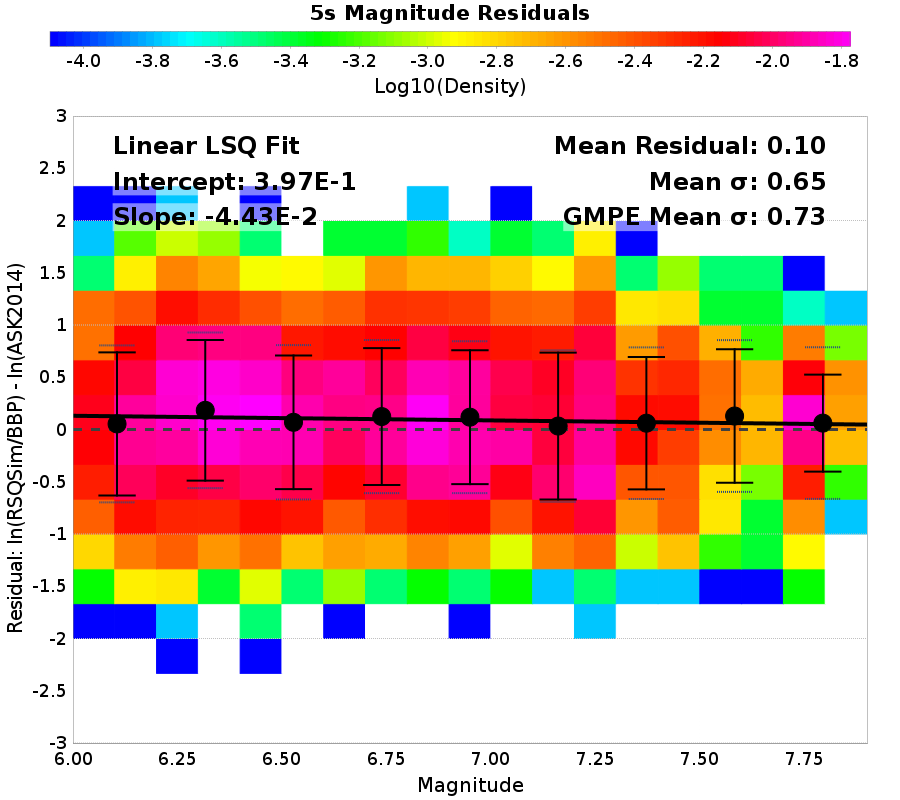 5s Magnitude Residuals
-4.0 -3.8 -3.6 -3.4 -3.2 -3.0 -2.8 -2.6 -2.4 -2.2 -2.0 -1.8
Log10(Density)
Linear LSQ Fit
Intercept: 3.97E-1
Slope: -4.43E-2
Mean Residual: 0.10
Mean σ: 0.65
GMPE Mean σ: 0.73
Residual: ln(RSQSim/BBP) - ln(ASK2014)
3
2.5
2
1.5
1
0.5
0
-0.5
-1
-1.5
-2
-2.5
-3
6.00 6.25 6.50 6.75 7.00 7.25 7.50 7.75
Magnitude